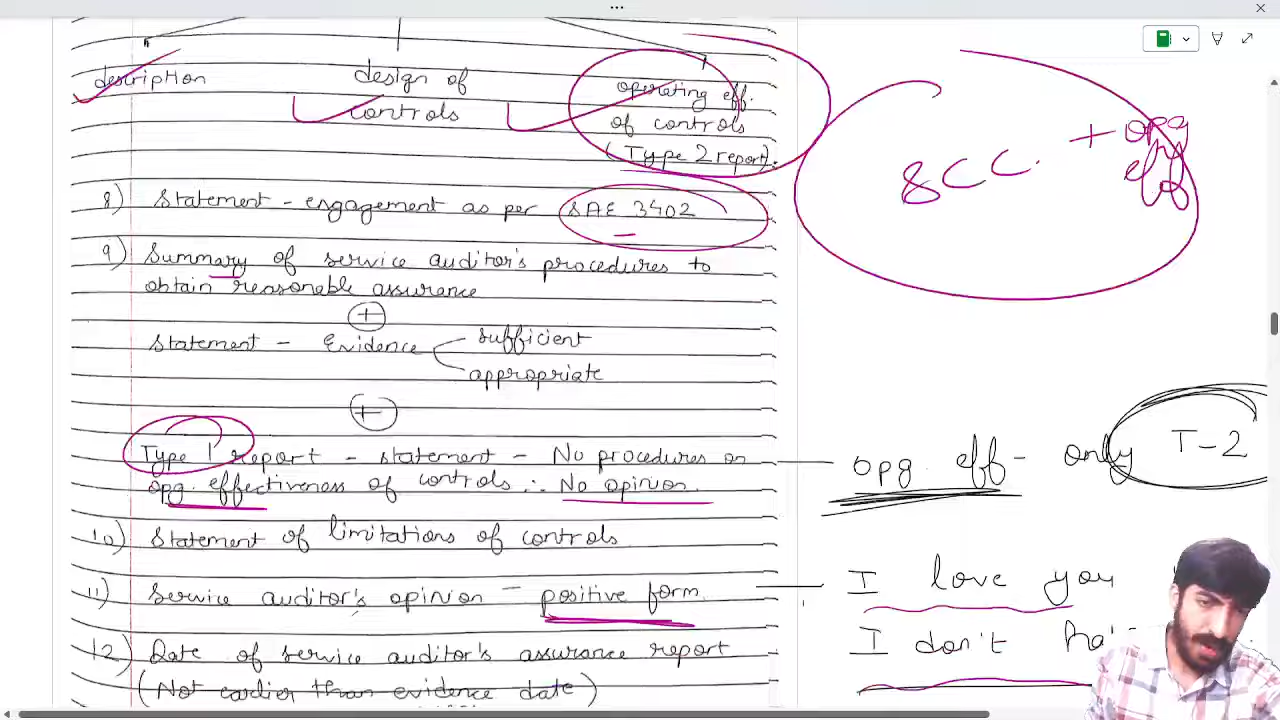 description
design of
controls
operating eff.
of controls
(Type 2 report).
8CC. + opg
eff
8) Statement - engagement as per SAE 3402
9) Summary of service auditor's procedures to
obtain reasonable assurance
+
Statement - Evidence sufficient
appropriate
+
Type 1 report - statement - No procedures on
opg. effectiveness of controls ∴ No opinion.
opg. eff - only T-2
10) Statement of limitations of controls
11) Service auditor's opinion - positive form.
I love you
I don't
12) Date of service auditor's assurance report
(Not earlier than evidence date)